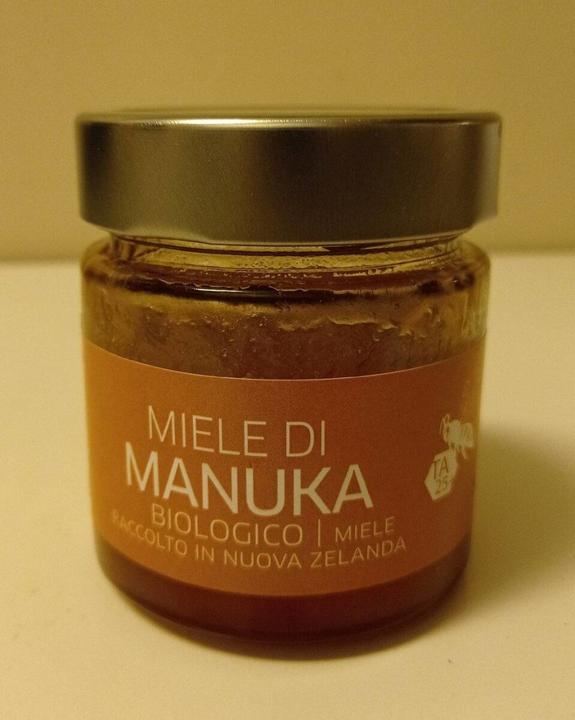 MIELE DI
MANUKA
BIOLOGICO | MIELE
RACCOLTO IN NUOVA ZELANDA
TA
25+